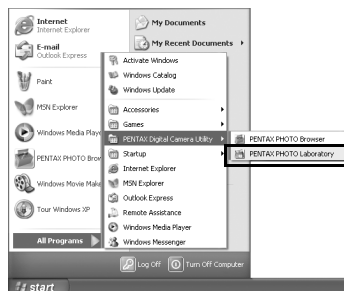 Internet
Internet Explorer
E-mail
Outlook Express
Paint
MSN Explorer
Windows Media Playe
PENTAX PHOTO Brow
Windows Movie Make
Tour Windows XP
All Programs
My Documents
My Recent Documents
Activate Windows
Windows Catalog
Windows Update
Accessories
Games
PENTAX Digital Camera Utility
Startup
Internet Explorer
MSN Explorer
Outlook Express
Remote Assistance
Windows Media Player
Windows Messenger
PENTAX PHOTO Browser
PENTAX PHOTO Laboratory
Log Off
Turn Off Computer
start